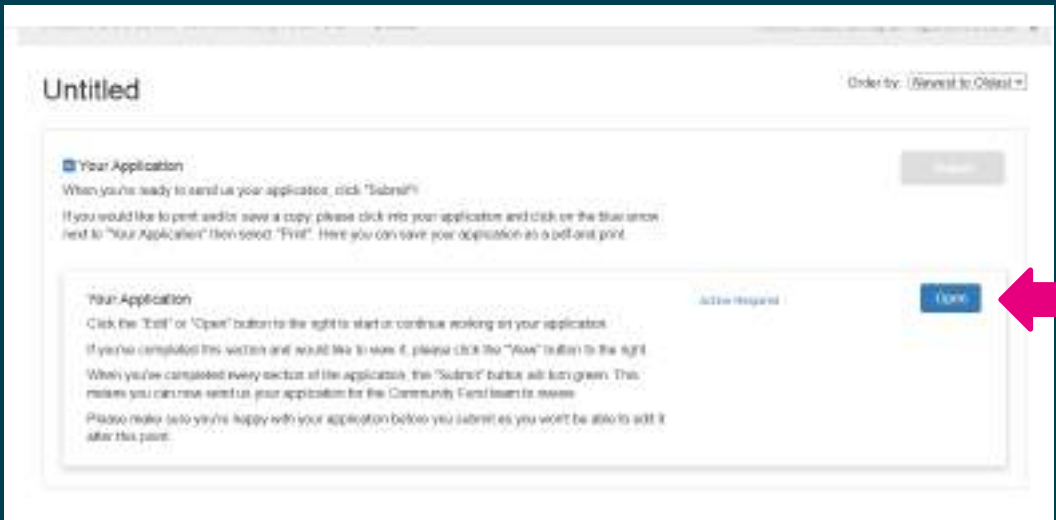 Untitled
Order by: Newest to Oldest
Your Application
When you're ready to send us your application, click "Submit"!
If you would like to print and/or save a copy, please click into your application and click on the blue arrow
next to "Your Application" then select "Print". Here you can save your application as a pdf and print.
Submit
Your Application
Action Required
Open
Click the "Edit" or "Open" button to the right to start or continue working on your application.
If you've completed this section and would like to view it, please click the "View" button to the right.
When you've completed every section of the application, the "Submit" button will turn green. This
means you can now send us your application for the Community Fund team to review.
Please make sure you're happy with your application before you submit as you won't be able to edit it
after this point.